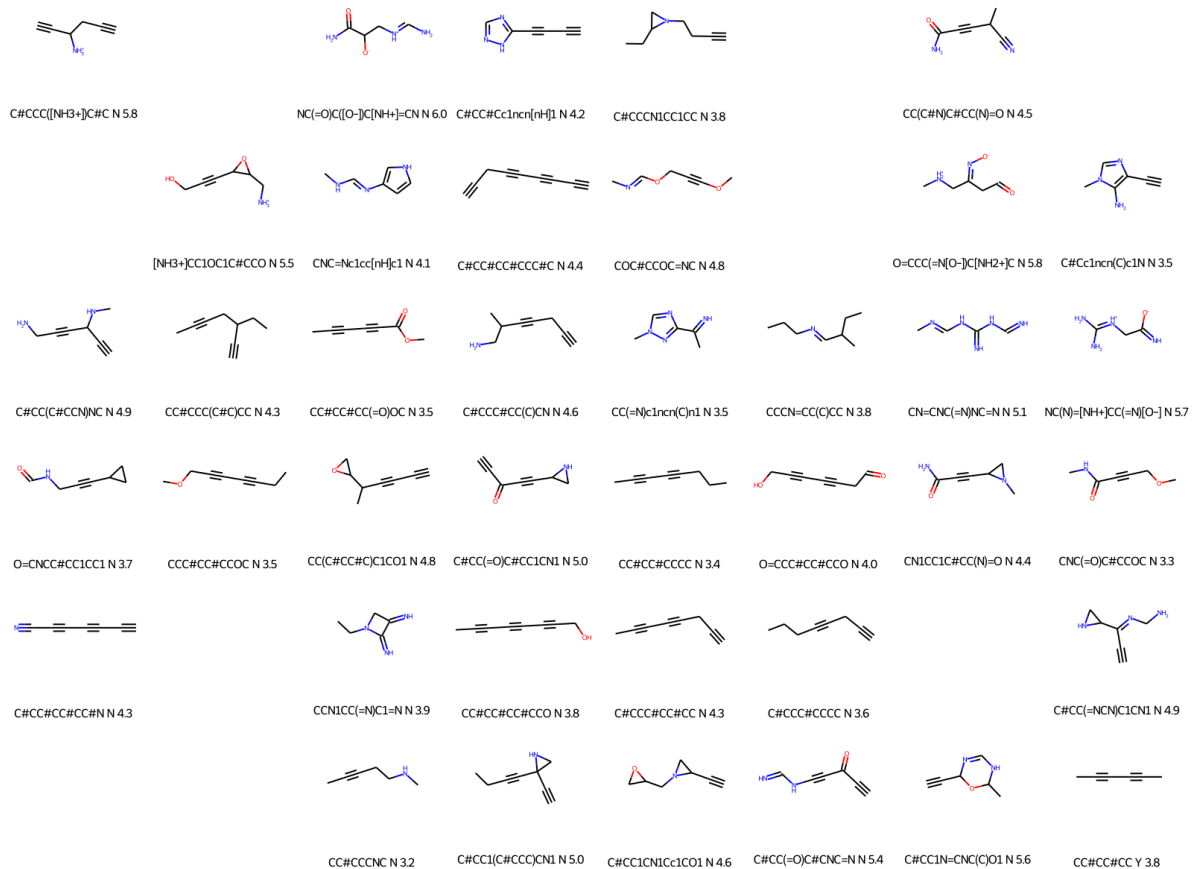 C#CCC([NH3+])C#C N 5.8
NC(=O)C([O-])C[NH+]=CN N 6.0
C#CC#Cc1ncn[nH]1 N 4.2
C#CCCN1CC1CC N 3.8
CC(C#N)C#CC(N)=O N 4.5
[NH3+]CC1OC1C#CCO N 5.5
CNC=Nc1cc[nH]c1 N 4.1
C#CC#CC#CCC#C N 4.4
COC#CCOC=NC N 4.8
O=CCC(=N[O-])C[NH2+]C N 5.8
C#Cc1ncn(C)c1N N 3.5
C#CC(C#CCN)NC N 4.9
CC#CCC(C#C)CC N 4.3
CC#CC#CC(=O)OC N 3.5
C#CCC#CC(C)CN N 4.6
CC(=N)c1ncn(C)n1 N 3.5
CCCN=CC(C)CC N 3.8
CN=CNC(=N)NC=N N 5.1
NC(N)=[NH+]CC(=N)[O-] N 5.7
O=CNCC#CC1CC1 N 3.7
CCC#CC#CCOC N 3.5
CC(C#CC#C)C1CO1 N 4.8
C#CC(=O)C#CC1CN1 N 5.0
CC#CC#CCCC N 3.4
O=CCC#CC#CCO N 4.0
CN1CC1C#CC(N)=O N 4.4
CNC(=O)C#CCOC N 3.3
C#CC#CC#CC#N N 4.3
CCN1CC(=N)C1=N N 3.9
CC#CC#CC#CCO N 3.8
C#CCC#CC#CC N 4.3
C#CCC#CCCC N 3.6
C#CC(=NCN)C1CN1 N 4.9
CC#CCCNC N 3.2
C#CC1(C#CCC)CN1 N 5.0
C#CC1CN1CC1CO1 N 4.6
C#CC(=O)C#CNC=N N 5.4
C#CC1N=CNC(C)O1 N 5.6
CC#CC#CC Y 3.8